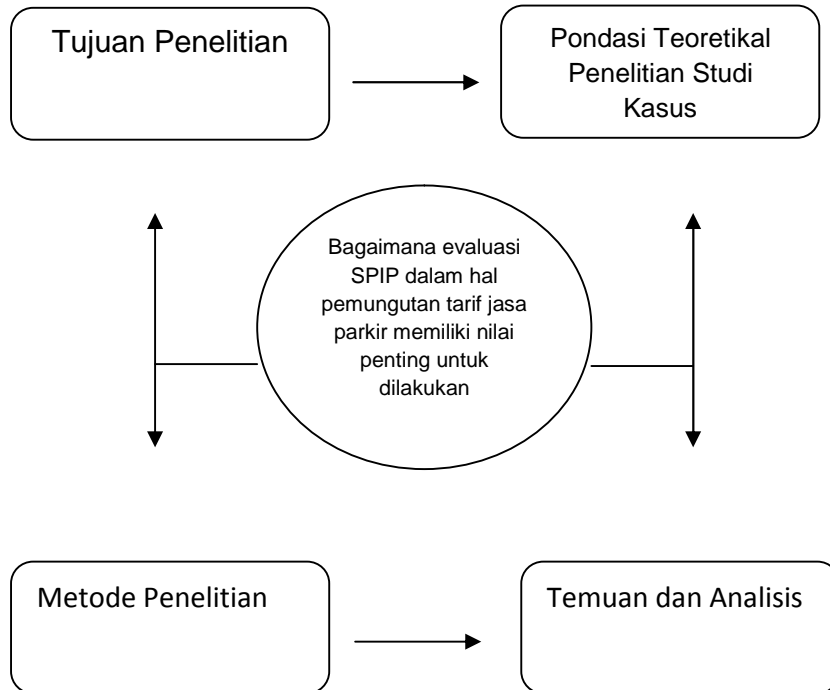 Tujuan Penelitian
Pondasi Teoretikal
Penelitian Studi
Kasus
Bagaimana evaluasi
SPIP dalam hal
pemungutan tarif jasa
parkir memiliki nilai
penting untuk
dilakukan
Metode Penelitian
Temuan dan Analisis